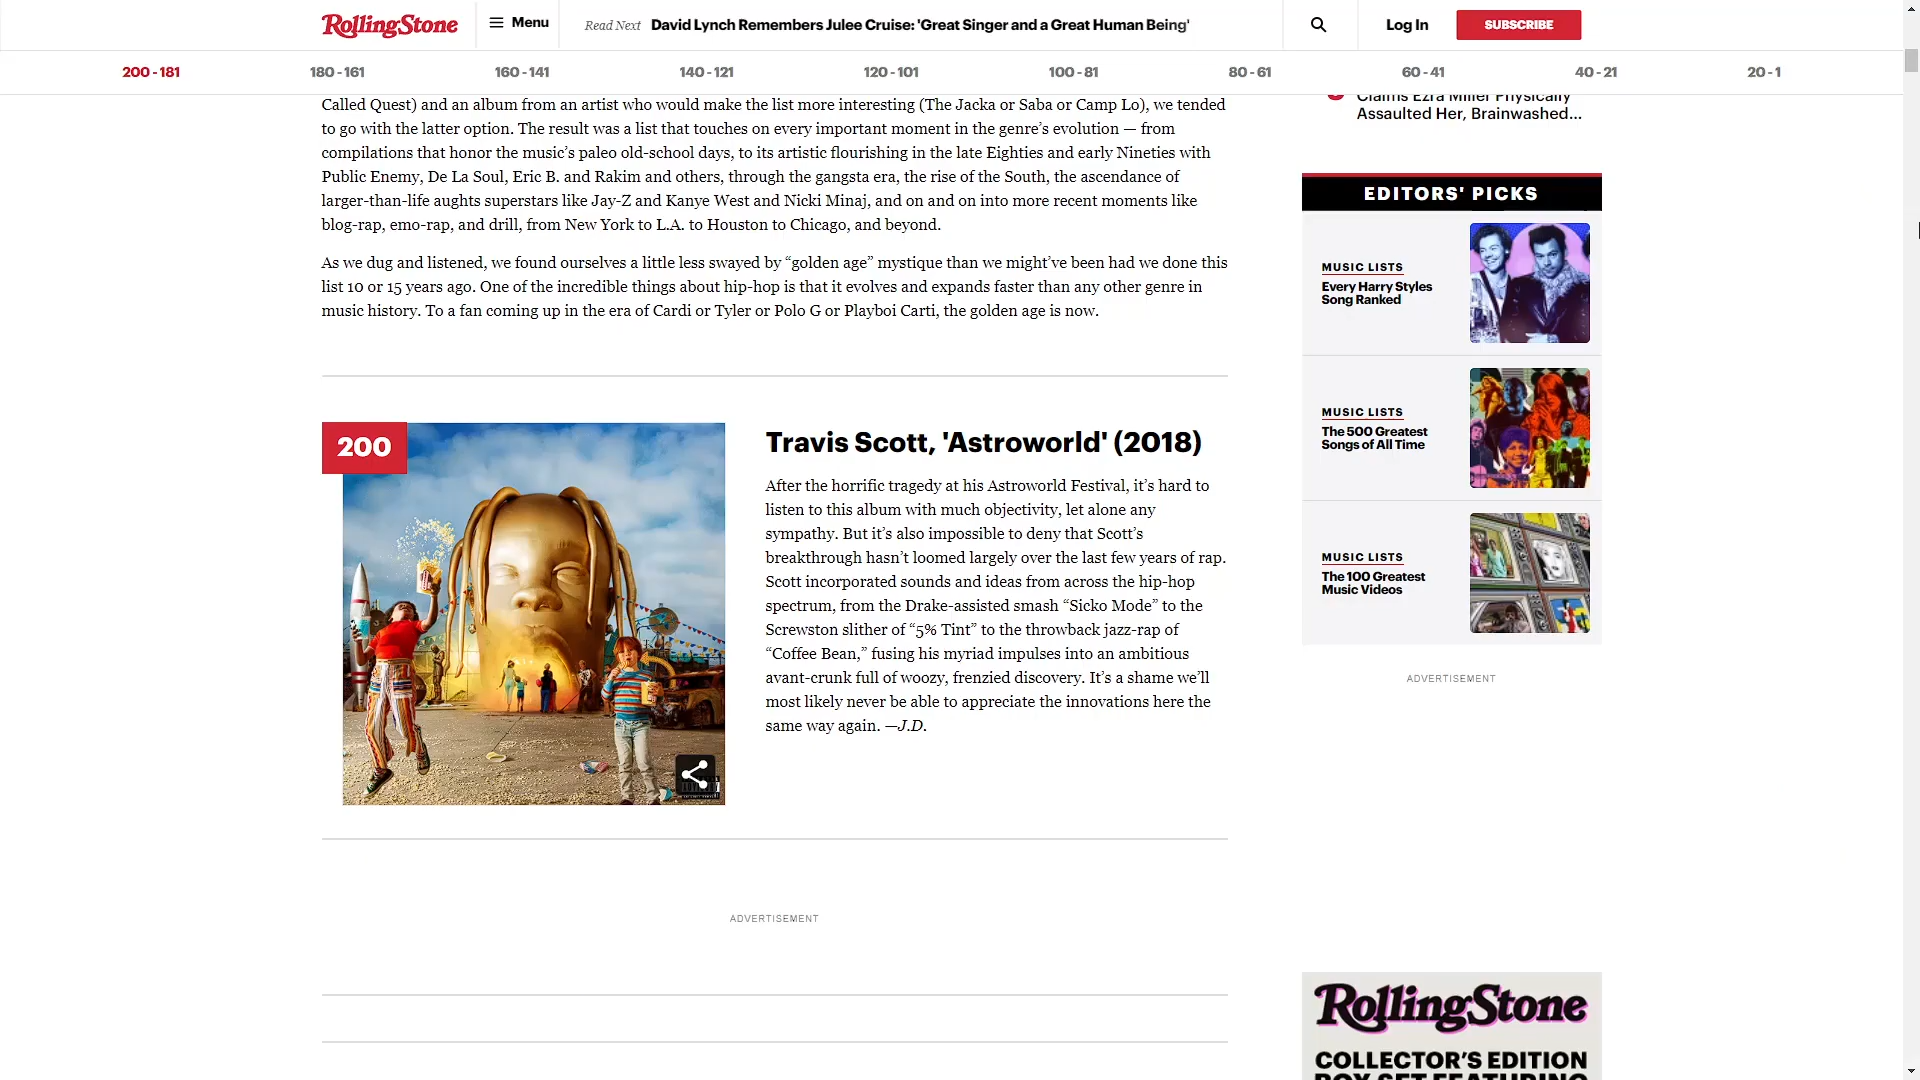 RollingStone
Menu
Read Next David Lynch Remembers Julee Cruise: 'Great Singer and a Great Human Being'
Log In
SUBSCRIBE
200 - 181
180 - 161
160 - 141
140 - 121
120 - 101
100 - 81
80 - 61
60 - 41
40 - 21
20 - 1
Called Quest) and an album from an artist who would make the list more interesting (The Jacka or Saba or Camp Lo), we tended
to go with the latter option. The result was a list that touches on every important moment in the genre’s evolution — from
compilations that honor the music’s paleo old-school days, to its artistic flourishing in the late Eighties and early Nineties with
Public Enemy, De La Soul, Eric B. and Rakim and others, through the gangsta era, the rise of the South, the ascendance of
larger-than-life aughts superstars like Jay-Z and Kanye West and Nicki Minaj, and on and on into more recent moments like
blog-rap, emo-rap, and drill, from New York to L.A. to Houston to Chicago, and beyond.
As we dug and listened, we found ourselves a little less swayed by “golden age” mystique than we might’ve been had we done this
list 10 or 15 years ago. One of the incredible things about hip-hop is that it evolves and expands faster than any other genre in
music history. To a fan coming up in the era of Cardi or Tyler or Polo G or Playboi Carti, the golden age is now.
200
Travis Scott, 'Astroworld' (2018)
After the horrific tragedy at his Astroworld Festival, it’s hard to
listen to this album with much objectivity, let alone any
sympathy. But it’s also impossible to deny that Scott’s
breakthrough hasn’t loomed largely over the last few years of rap.
Scott incorporated sounds and ideas from across the hip-hop
spectrum, from the Drake-assisted smash “Sicko Mode” to the
Screwston slither of “5% Tint” to the throwback jazz-rap of
“Coffee Bean,” fusing his myriad impulses into an ambitious
avant-crunk full of woozy, frenzied discovery. It’s a shame we’ll
most likely never be able to appreciate the innovations here the
same way again. —J.D.
ADVERTISEMENT
Claims Ezra Miller Physically
Assaulted Her, Brainwashed...
EDITORS' PICKS
MUSIC LISTS
Every Harry Styles
Song Ranked
MUSIC LISTS
The 500 Greatest
Songs of All Time
MUSIC LISTS
The 100 Greatest
Music Videos
ADVERTISEMENT
RollingStone
COLLECTOR'S EDITION
BOX SET FEATURING